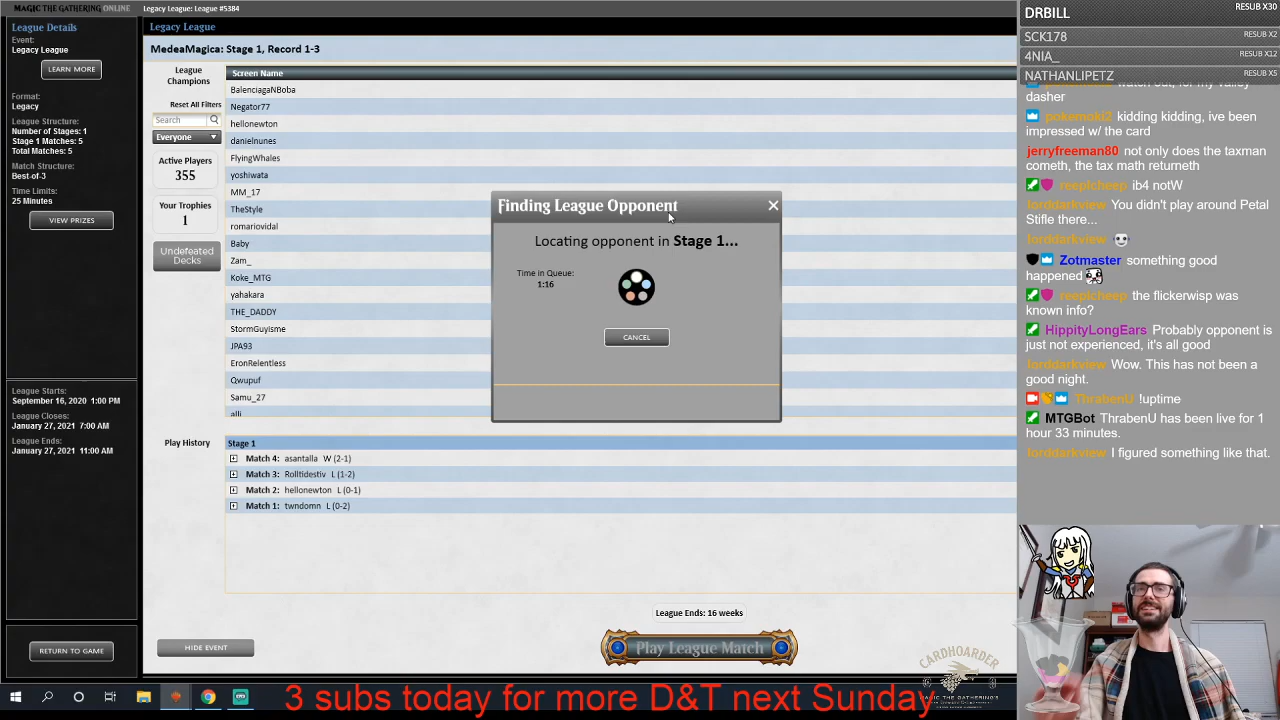 MAGIC THE GATHERING ONLINE
Legacy League: League #5384
League Details
Event:
Legacy League
LEARN MORE
Format:
Legacy
League Structure:
Number of Stages: 1
Stage 1 Matches: 5
Total Matches: 5
Match Structure:
Best-of-3
Time Limits:
25 Minutes
VIEW PRIZES
League Starts:
September 16, 2020 1:00 PM
League Closes:
January 27, 2021 7:00 AM
League Ends:
January 27, 2021 11:00 AM
RETURN TO GAME
Legacy League
MedeaMagica: Stage 1, Record 1-3
League
Champions
Reset All Filters
Search
Everyone
Active Players
355
Your Trophies
1
Undefeated
Decks
Screen Name
BalenciagaNBoba
Negator77
hellonewton
danielnunes
FlyingWhales
yoshiwata
MM_17
TheStyle
romariovidal
Baby
Zam_
Koke_MTG
yahakara
THE_DADDY
StormGuyisme
JPA93
EronRelentless
Qwupuf
Samu_27
alli
Finding League Opponent
Locating opponent in Stage 1...
Time in Queue:
1:16
CANCEL
Play History
Stage 1
Match 4: asantalla W (2-1)
Match 3: Rolltidestiv L (1-2)
Match 2: hellonewton L (0-1)
Match 1: twndomn L (0-2)
League Ends: 16 weeks
HIDE EVENT
Play League Match
DRBILL RESUB X30
SCK178 RESUB X2
4NIA_ RESUB X12
NATHANLIPETZ RESUB X5
dasher
pokemoki2 kidding kidding, ive been
impressed w/ the card
jerryfreeman80 not only does the taxman
cometh, the tax math returneth
reeplcheep ib4 notW
lorddarkview You didn't play around Petal
Stifle there...
lorddarkview
Zotmaster something good
happened
reeplcheep the flickerwisp was
known info?
HippityLongEars Probably opponent is
just not experienced, it's all good
lorddarkview Wow. This has not been a
good night.
ThrabenU !uptime
MTGBot ThrabenU has been live for 1
hour 33 minutes.
lorddarkview I figured something like that.
CARDHOARDER
MAGIC THE GATHERING'S
3 subs today for more D&T next Sunday